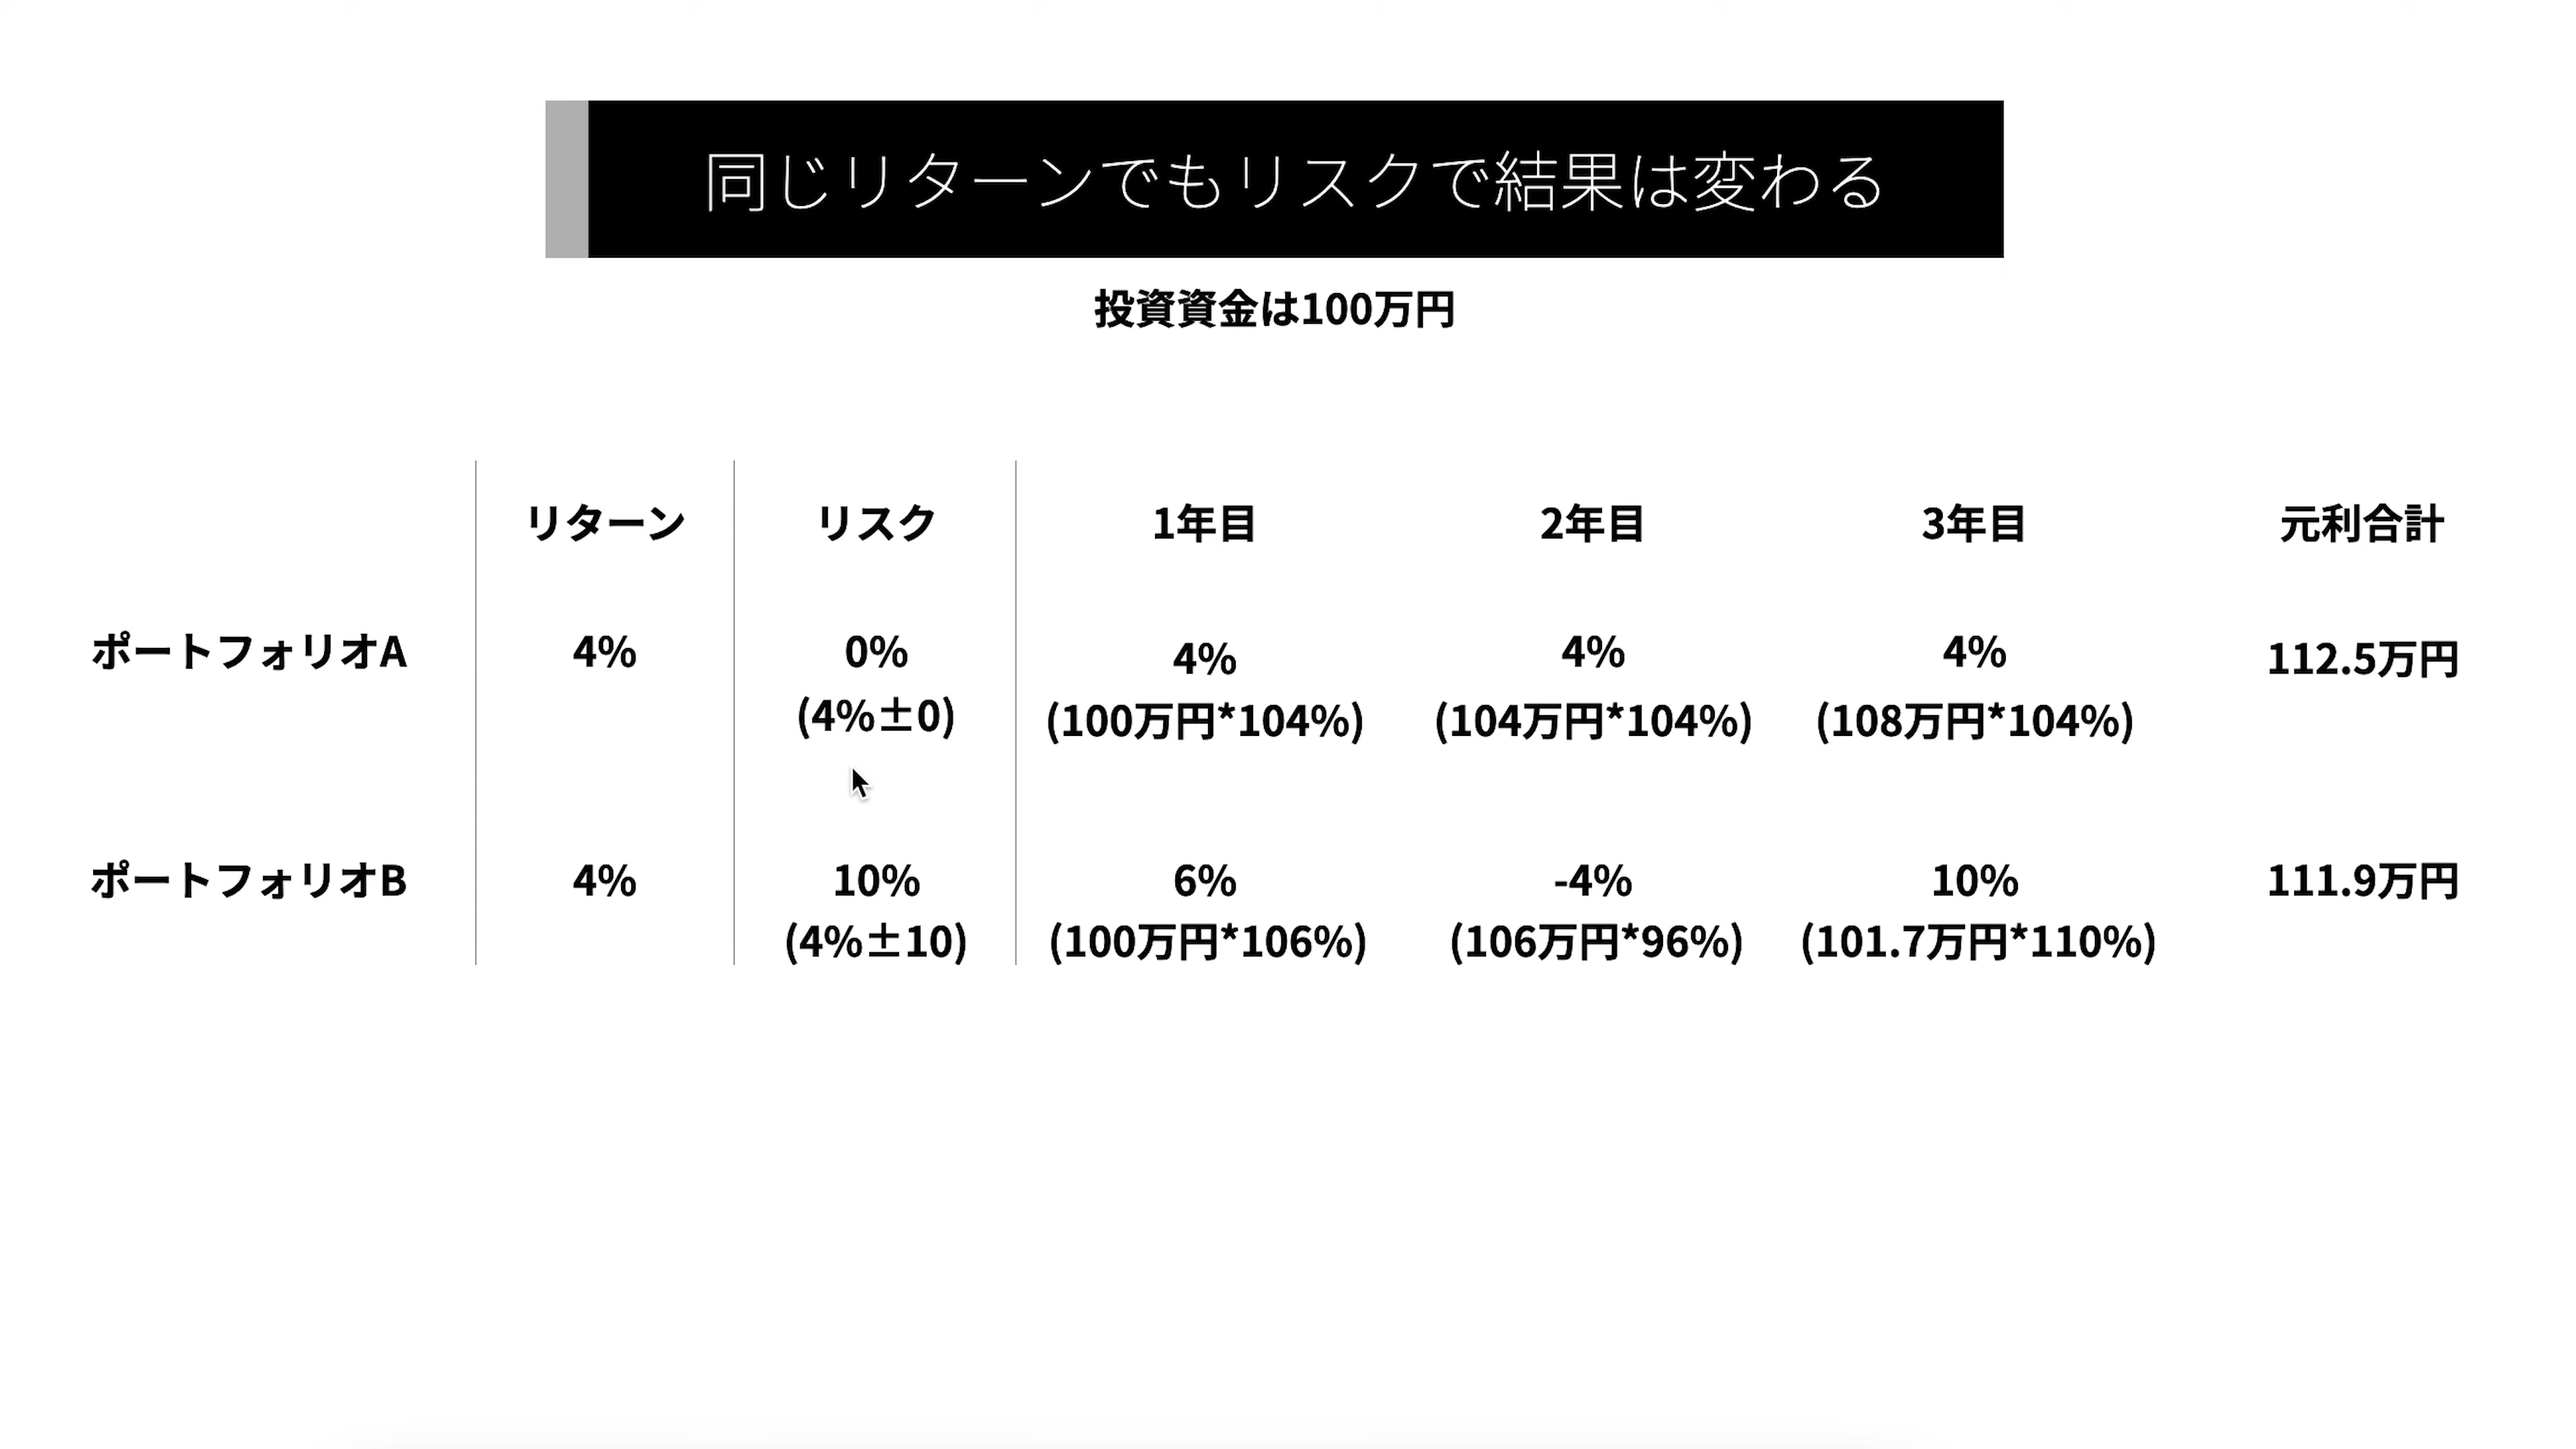 同じリターンでもリスクで結果は変わる
投資資金は100万円
リターン リスク 1年目 2年目 3年目 元利合計
ポートフォリオA 4% 0% 4% 4% 4% 112.5万円
(4%±0) (100万円*104%) (104万円*104%) (108万円*104%)
ポートフォリオB 4% 10% 6% -4% 10% 111.9万円
(4%±10) (100万円*106%) (106万円*96%) (101.7万円*110%)